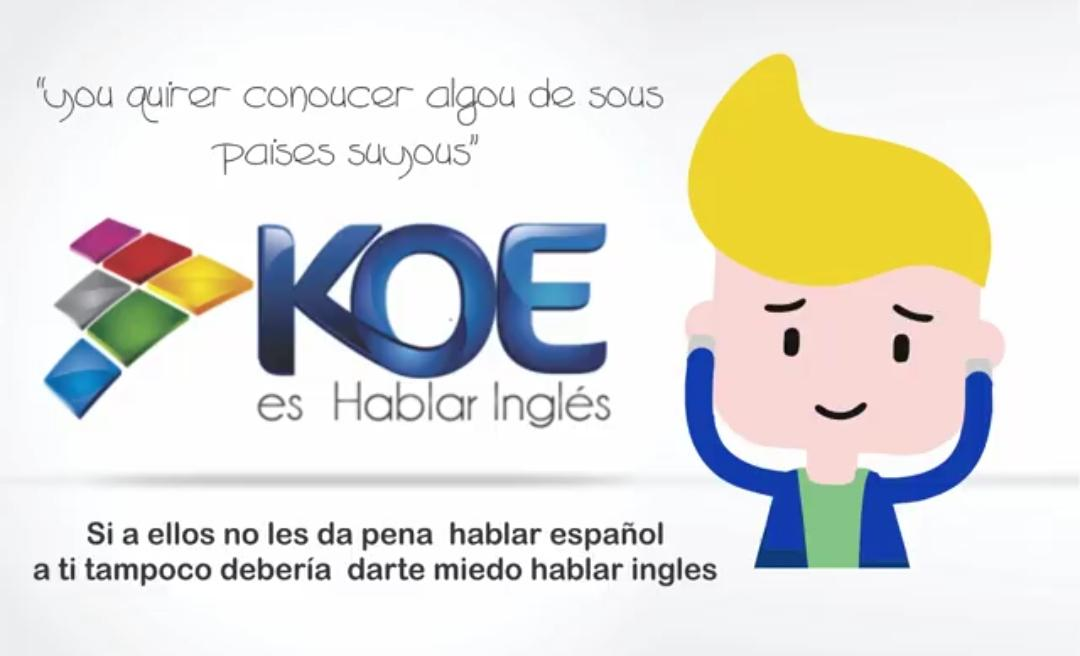 “you quirer conoucer algou de sous
paises suyous”
KOE
es Hablar Inglés
Si a ellos no les da pena hablar español
a ti tampoco debería darte miedo hablar ingles